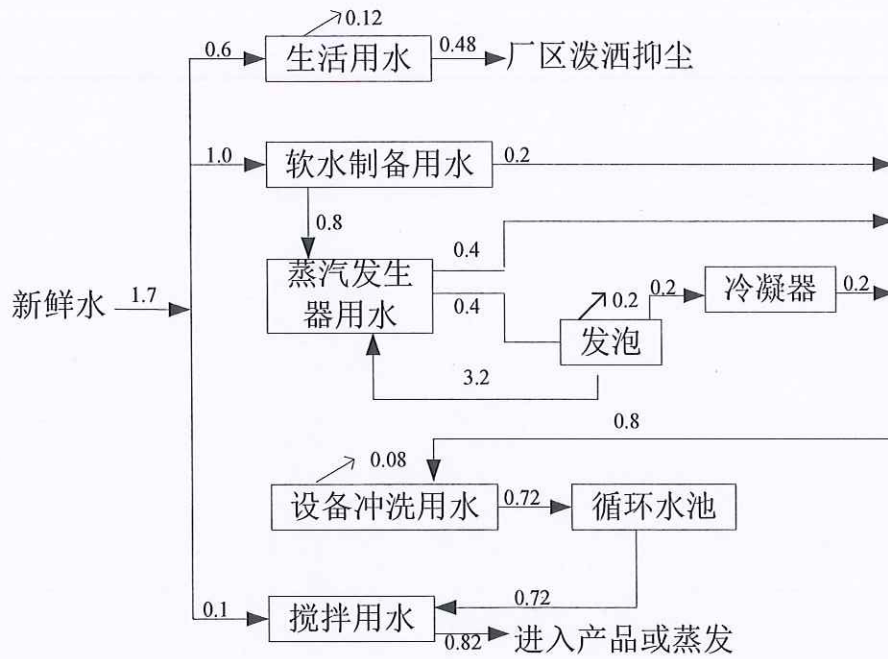 0.12
0.6
生活用水
0.48
厂区泼洒抑尘
1.0
软水制备用水
0.2
0.8
0.4
蒸汽发生
器用水
0.4
新鲜水
1.7
0.2
0.2
冷凝器
0.2
发泡
3.2
0.8
0.08
设备冲洗用水
0.72
循环水池
0.1
搅拌用水
0.72
0.82
进入产品或蒸发